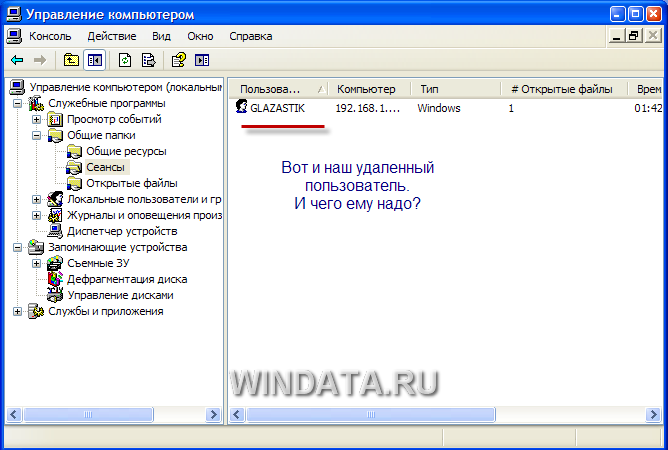 Управление компьютером
Консоль Действие Вид Окно Справка
Управление компьютером (локальны
Служебные программы
Просмотр событий
Общие папки
Общие ресурсы
Сеансы
Открытые файлы
Локальные пользователи и гр
Журналы и оповещения произ
Диспетчер устройств
Запоминающие устройства
Съемные ЗУ
Дефрагментация диска
Управление дисками
Службы и приложения
Пользова... Компьютер Тип # Открытые файлы Врем
GLAZASTIK 192.168.1.... Windows 1 01:42
Вот и наш удаленный
пользователь.
И чего ему надо?
WINDATA.RU